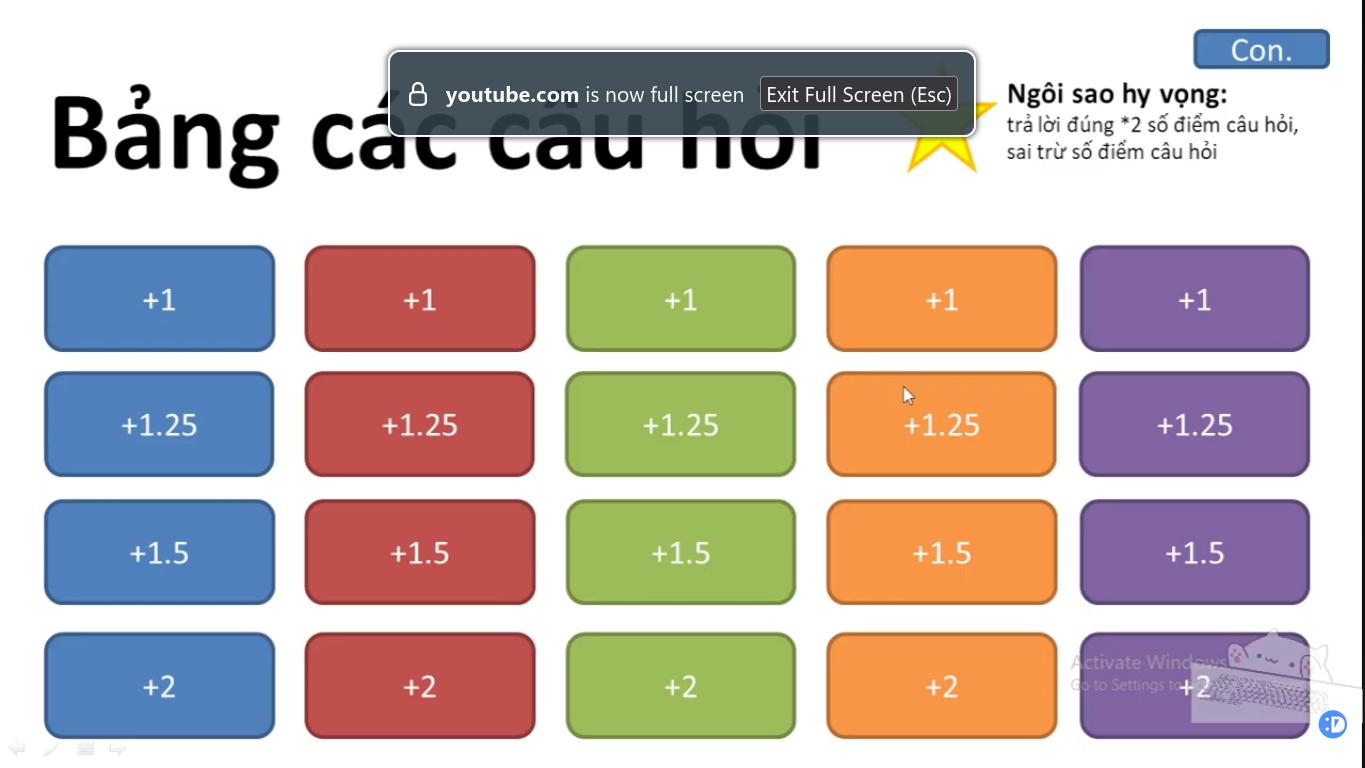 Con.
youtube.com is now full screen Exit Full Screen (Esc)
Bảng các câu hỏi
Ngôi sao hy vọng:
trả lời đúng *2 số điểm câu hỏi,
sai trừ số điểm câu hỏi
+1 +1 +1 +1 +1
+1.25 +1.25 +1.25 +1.25 +1.25
+1.5 +1.5 +1.5 +1.5 +1.5
+2 +2 +2 +2 +2
Activate Windows
Go to Settings to
:D